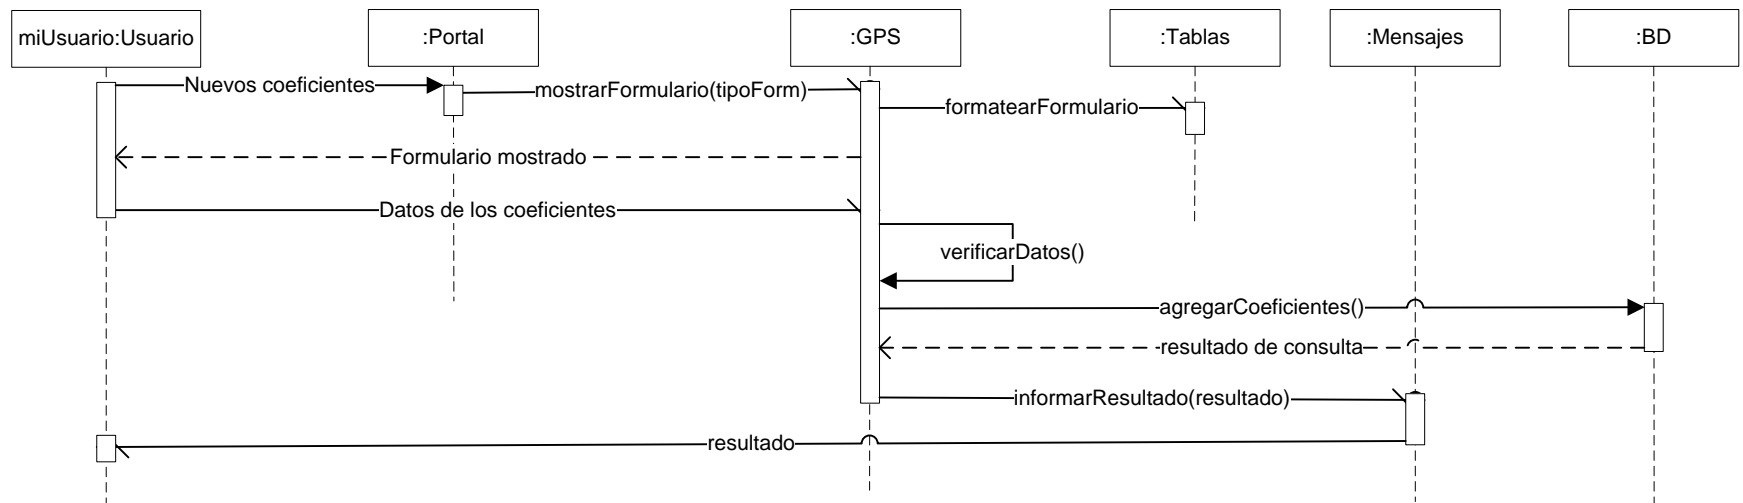 miUsuario:Usuario
:Portal
:GPS
:Tablas
:Mensajes
:BD
Nuevos coeficientes
mostrarFormulario(tipoForm)
formatearFormulario
Formulario mostrado
Datos de los coeficientes
verificarDatos()
agregarCoeficientes()
resultado de consulta
informarResultado(resultado)
resultado